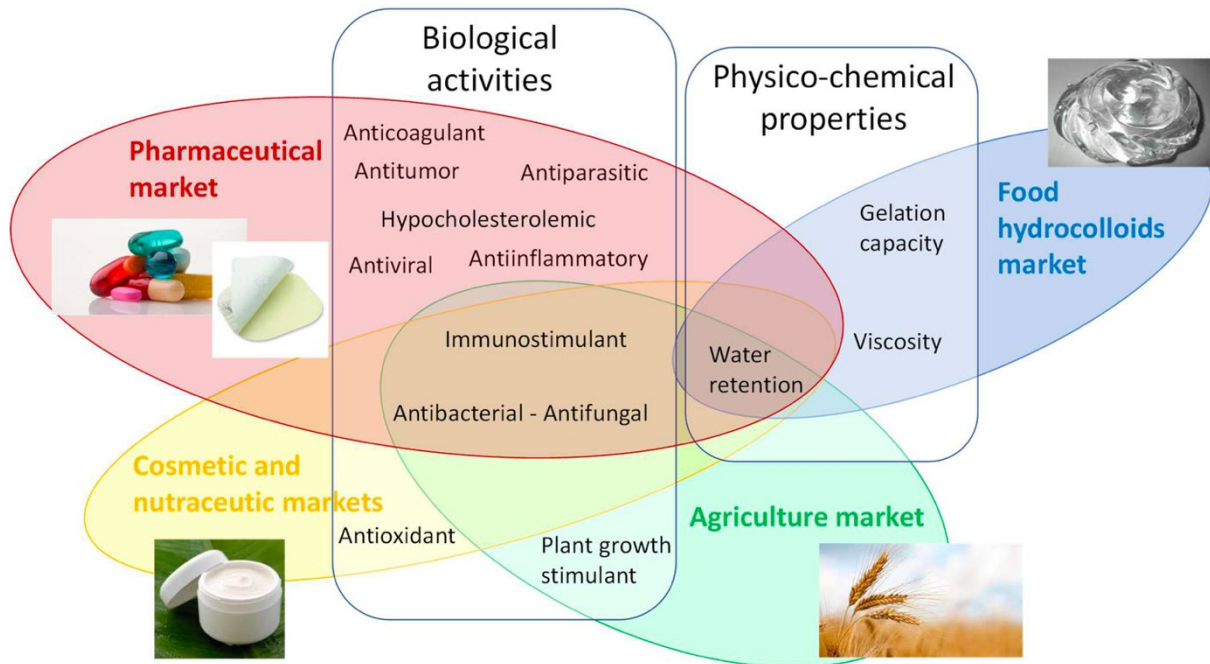 Biological
activities
Physico-chemical
properties
Pharmaceutical
market
Anticoagulant
Antitumor
Antiparasitic
Hypocholesterolemic
Antiviral
Antiinflammatory
Gelation
capacity
Food
hydrocolloids
market
Immunostimulant
Water
retention
Viscosity
Antibacterial - Antifungal
Cosmetic and
nutraceutic markets
Agriculture market
Antioxidant
Plant growth
stimulant